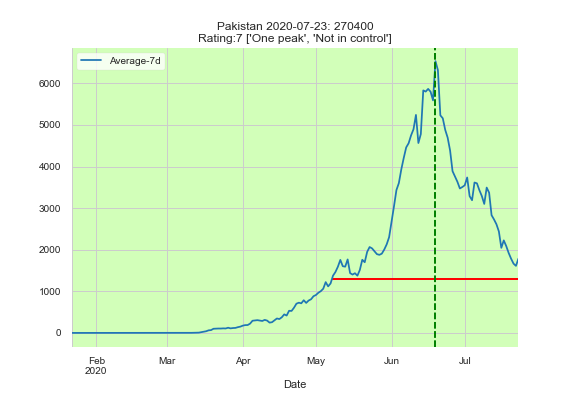 Pakistan 2020-07-23: 270400
Rating:7 ['One peak', 'Not in control']
Average-7d
6000
5000
4000
3000
2000
1000
0
Feb
2020
Mar
Apr
May
Jun
Jul
Date